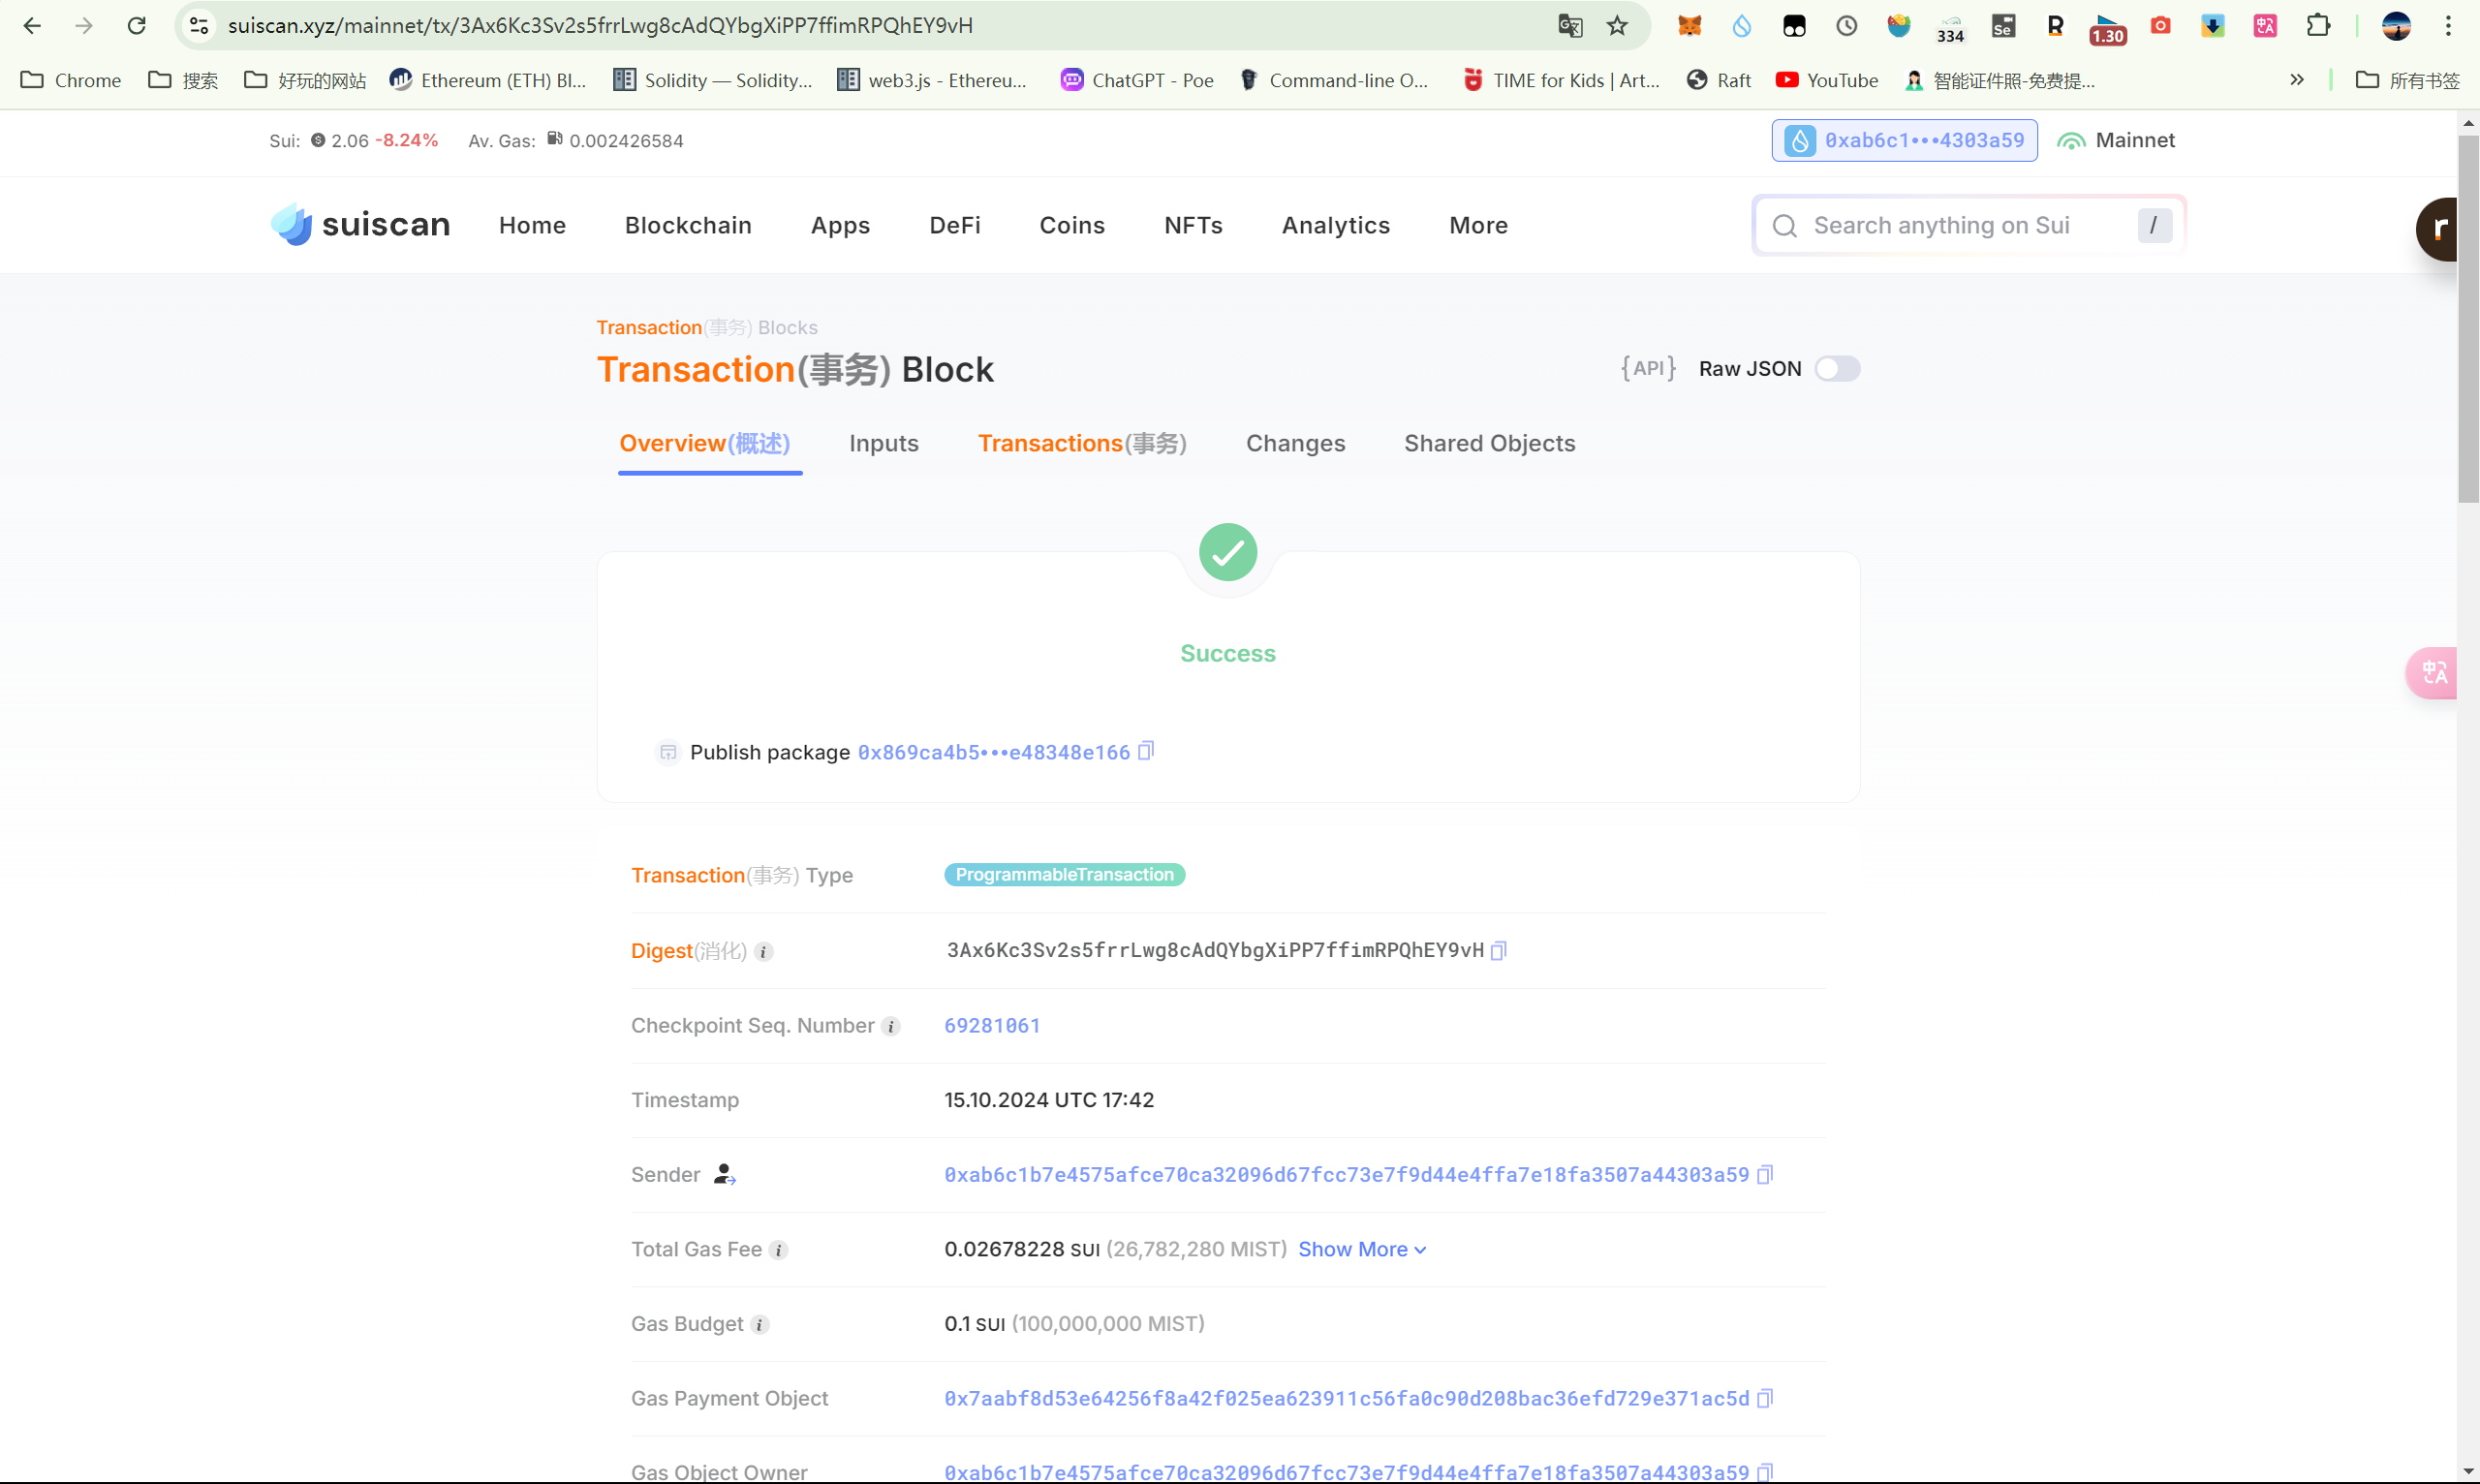 suiscan.xyz/mainnet/tx/3Ax6Kc3Sv2s5frrLwg8cAdQYbgXiPP7ffimRPQhEY9vH
334
Se
R
1.30
Chrome 搜索 好玩的网站 Ethereum (ETH) Bl... Solidity — Solidity... web3.js - Ethereu... ChatGPT - Poe Command-line O... TIME for Kids | Art... Raft YouTube 智能证件照-免费提... » 所有书签
Sui: 2.06 -8.24% Av. Gas: 0.002426584 0xab6c1•••4303a59 Mainnet
suiscan Home Blockchain Apps DeFi Coins NFTs Analytics More Search anything on Sui /
r
Transaction(事务) Blocks
Transaction(事务) Block {API} Raw JSON
Overview(概述) Inputs Transactions(事务) Changes Shared Objects
Success
中A
Publish package 0x869ca4b5•••e48348e166
Transaction(事务) Type ProgrammableTransaction
Digest(消化) i 3Ax6Kc3Sv2s5frrLwg8cAdQYbgXiPP7ffimRPQhEY9vH
Checkpoint Seq. Number i 69281061
Timestamp 15.10.2024 UTC 17:42
Sender 0xab6c1b7e4575afce70ca32096d67fcc73e7f9d44e4ffa7e18fa3507a44303a59
Total Gas Fee i 0.02678228 SUI (26,782,280 MIST) Show More
Gas Budget i 0.1 SUI (100,000,000 MIST)
Gas Payment Object 0x7aabf8d53e64256f8a42f025ea623911c56fa0c90d208bac36efd729e371ac5d
Gas Object Owner 0xab6c1b7e4575afce70ca32096d67fcc73e7f9d44e4ffa7e18fa3507a44303a59